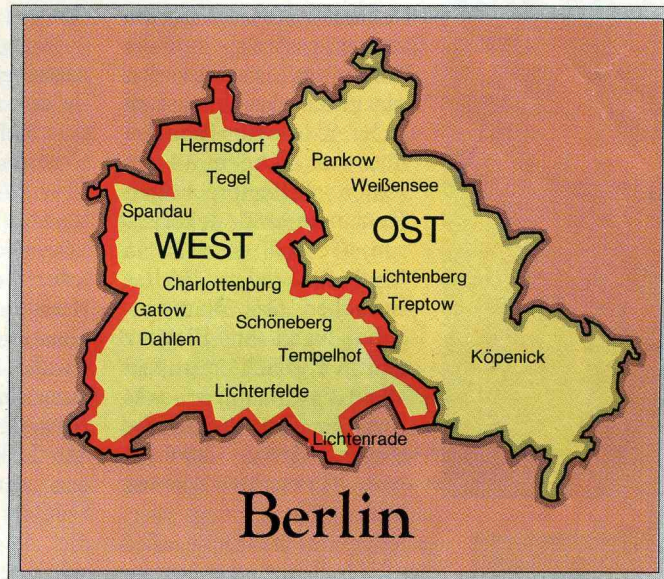 Hermsdorf
Pankow
Tegel
Weißensee
Spandau
WEST
OST
Charlottenburg
Lichtenberg
Gatow
Treptow
Schöneberg
Dahlem
Tempelhof
Köpenick
Lichterfelde
Lichtenrade
Berlin